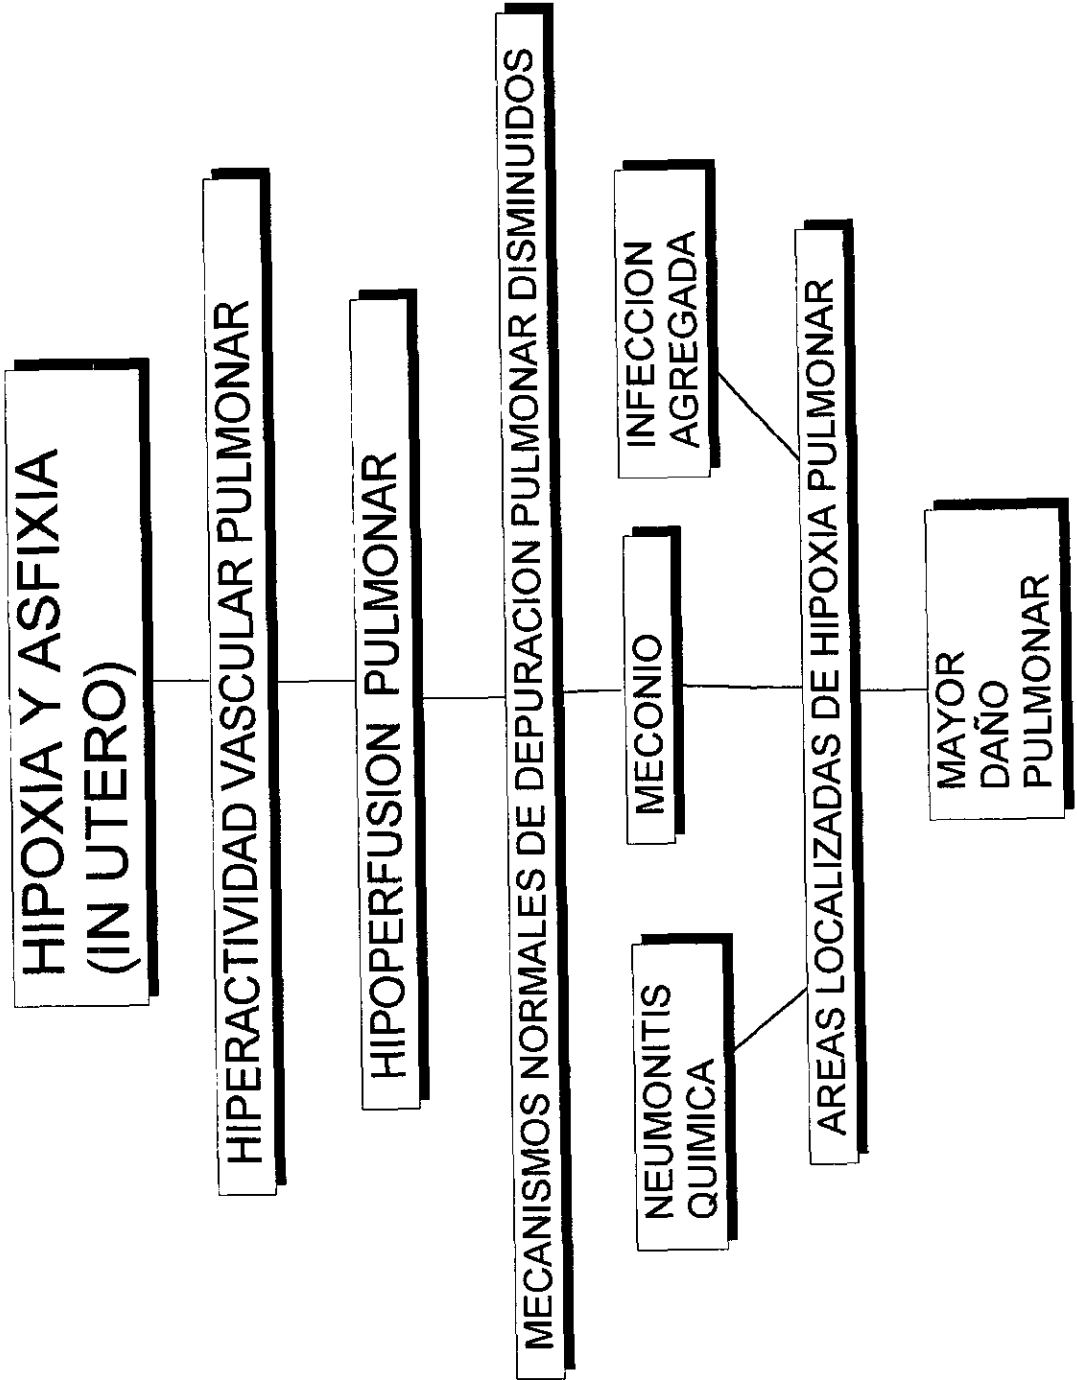 HIPOXIA Y ASFIXIA
(IN UTERO)
HIPERACTIVIDAD VASCULAR PULMONAR
HIPOPERFUSION PULMONAR
MECANISMOS NORMALES DE DEPURACION PULMONAR DISMINUIDOS
NEUMONITIS
QUIMICA
MECONIO
INFECCION
AGREGADA
AREAS LOCALIZADAS DE HIPOXIA PULMONAR
MAYOR
DAÑO
PULMONAR